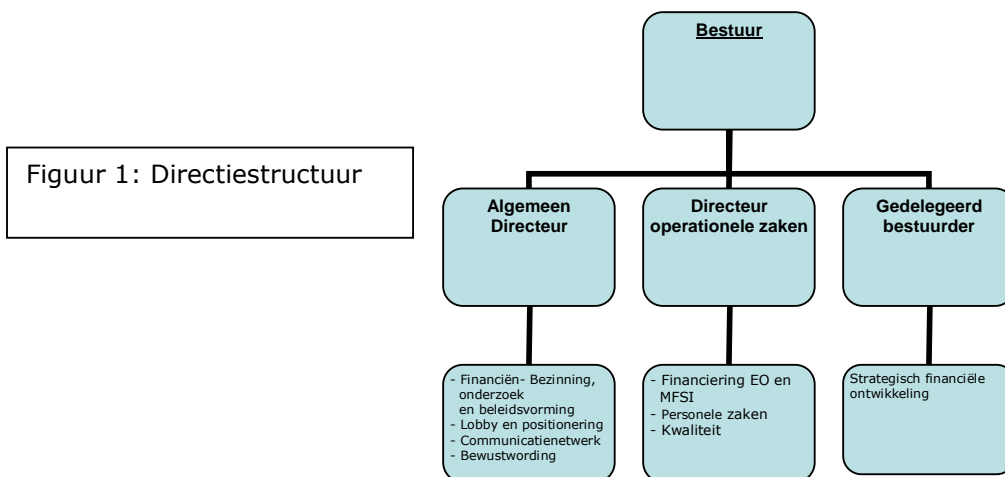 Bestuur
Figuur 1: Directiestructuur
Algemeen
Directeur
Directeur
operationele zaken
Gedelegeerd
bestuurder
- Financiën- Bezinning,
onderzoek
en beleidsvorming
- Lobby en positionering
- Communicatienetwerk
- Bewustwording
- Financiering EO en
MFSI
- Personele zaken
- Kwaliteit
Strategisch financiële
ontwikkeling